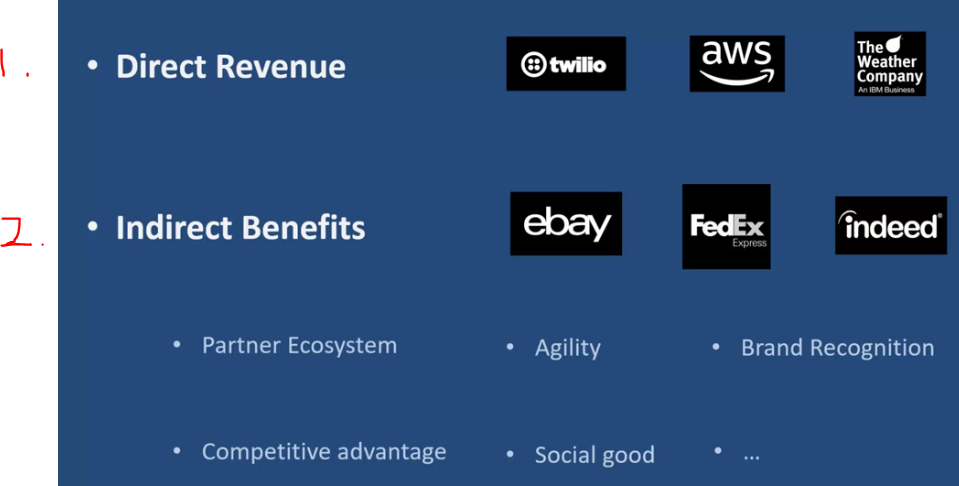 1. • Direct Revenue twilio aws The Weather Company An IBM Business
2. • Indirect Benefits ebay FedEx Express indeed®
• Partner Ecosystem • Agility • Brand Recognition
• Competitive advantage • Social good • ...